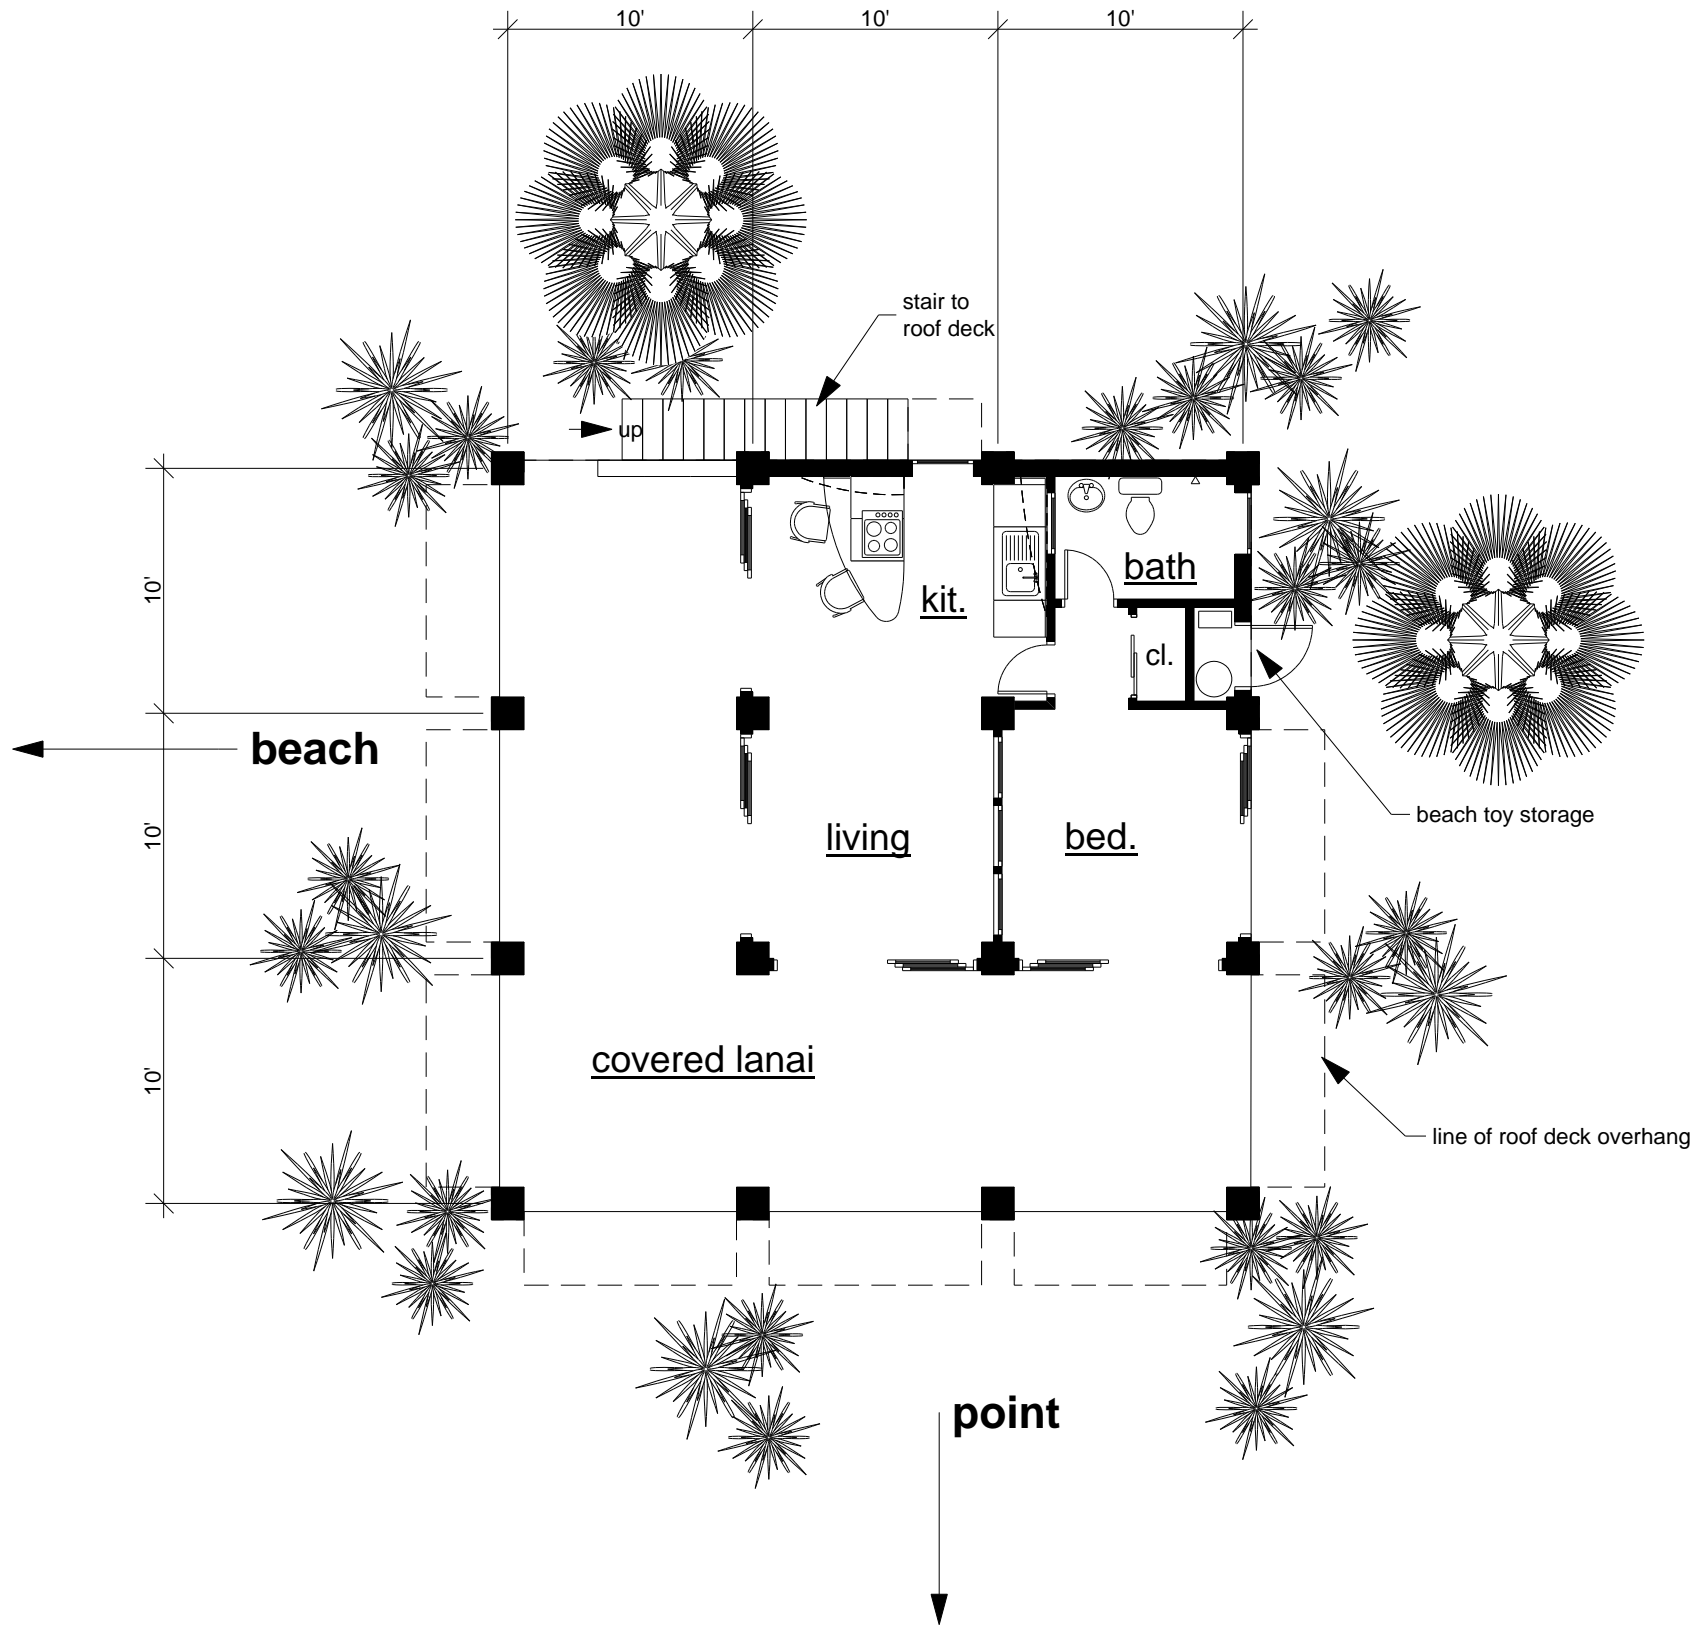 10' 10' 10'
stair to
roof deck
up
bath
kit.
cl.
10'
beach
beach toy storage
living
bed.
10'
covered lanai
10'
line of roof deck overhang
point